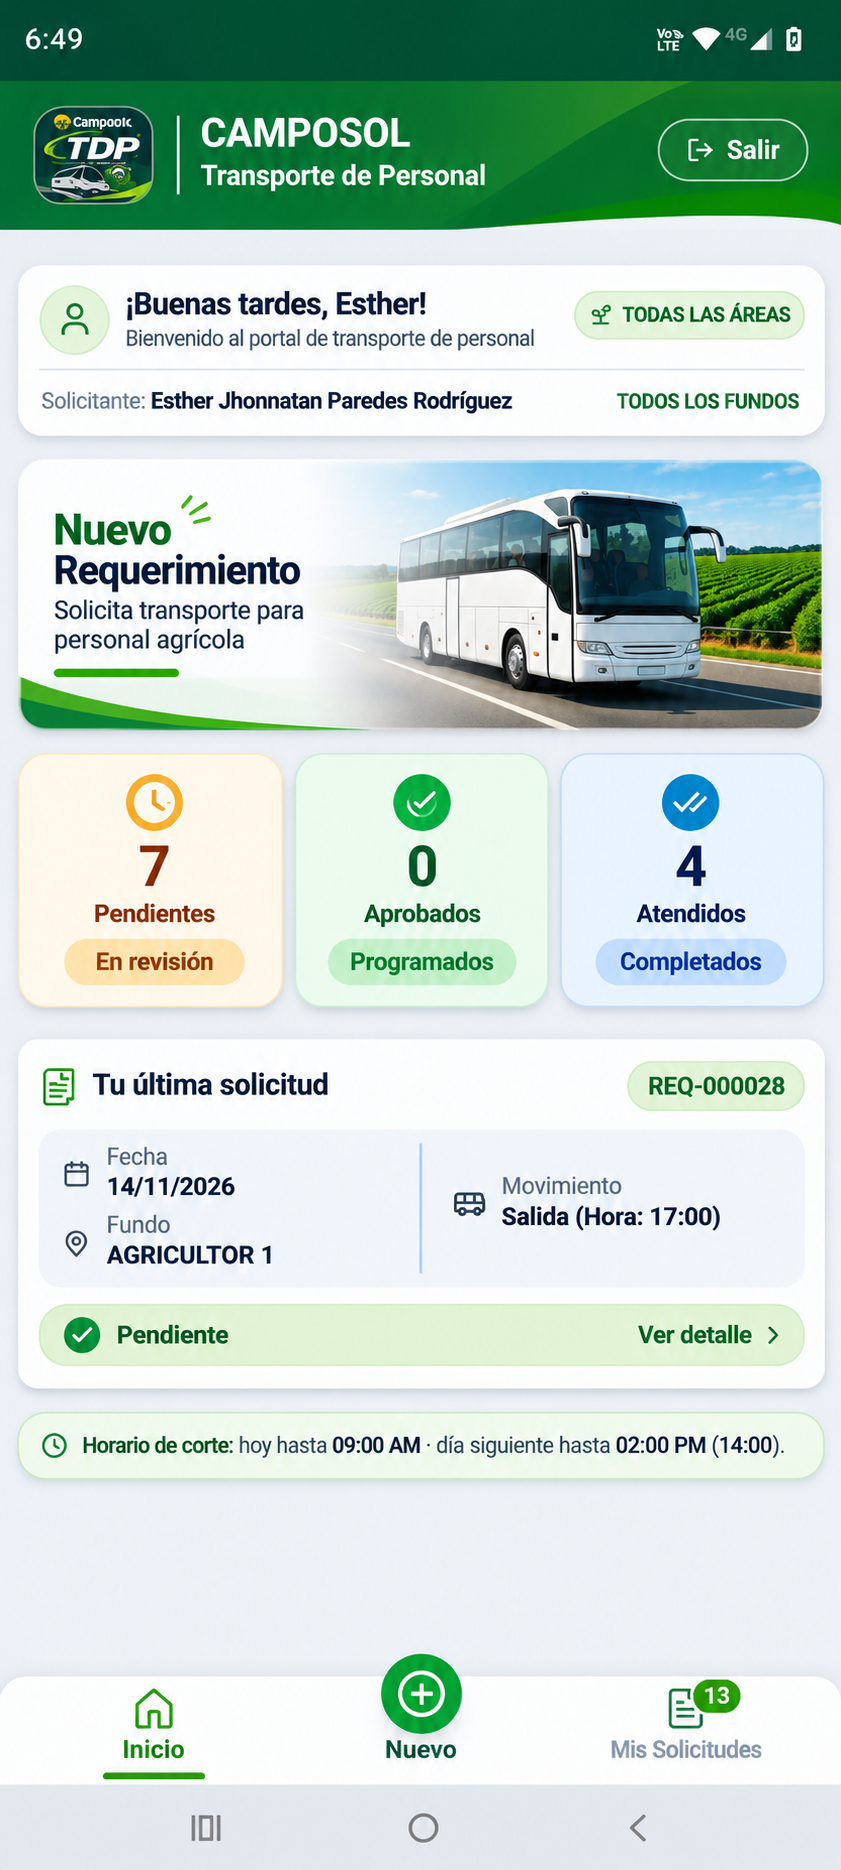 6:49
Vo LTE
4G
Campootc
TDP
CAMPOSOL
Transporte de Personal
Salir
¡Buenas tardes, Esther!
Bienvenido al portal de transporte de personal
TODAS LAS ÁREAS
Solicitante: Esther Jhonnatan Paredes Rodríguez
TODOS LOS FUNDOS
Nuevo
Requerimiento
Solicita transporte para
personal agrícola
7
Pendientes
En revisión
0
Aprobados
Programados
4
Atendidos
Completados
Tu última solicitud
REQ-000028
Fecha
14/11/2026
Fundo
AGRICULTOR 1
Movimiento
Salida (Hora: 17:00)
Pendiente
Ver detalle
Horario de corte: hoy hasta 09:00 AM · día siguiente hasta 02:00 PM (14:00).
Inicio
Nuevo
13
Mis Solicitudes